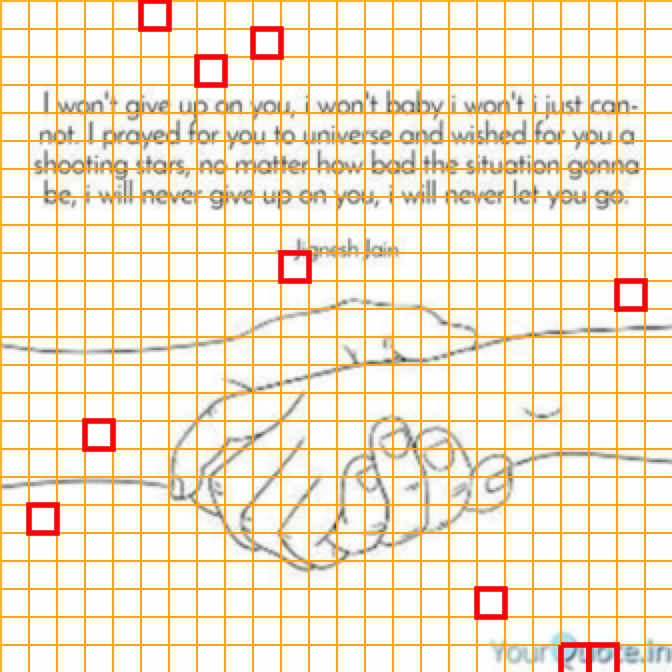 I won't give up on you, i won't baby i won't i just can-
not. I prayed for you to universe and wished for you a
shooting stars, no matter how bad the situation gonna
be, i will never give up on you, i will never let you go.
Jignesh Jain
YourQuote.in